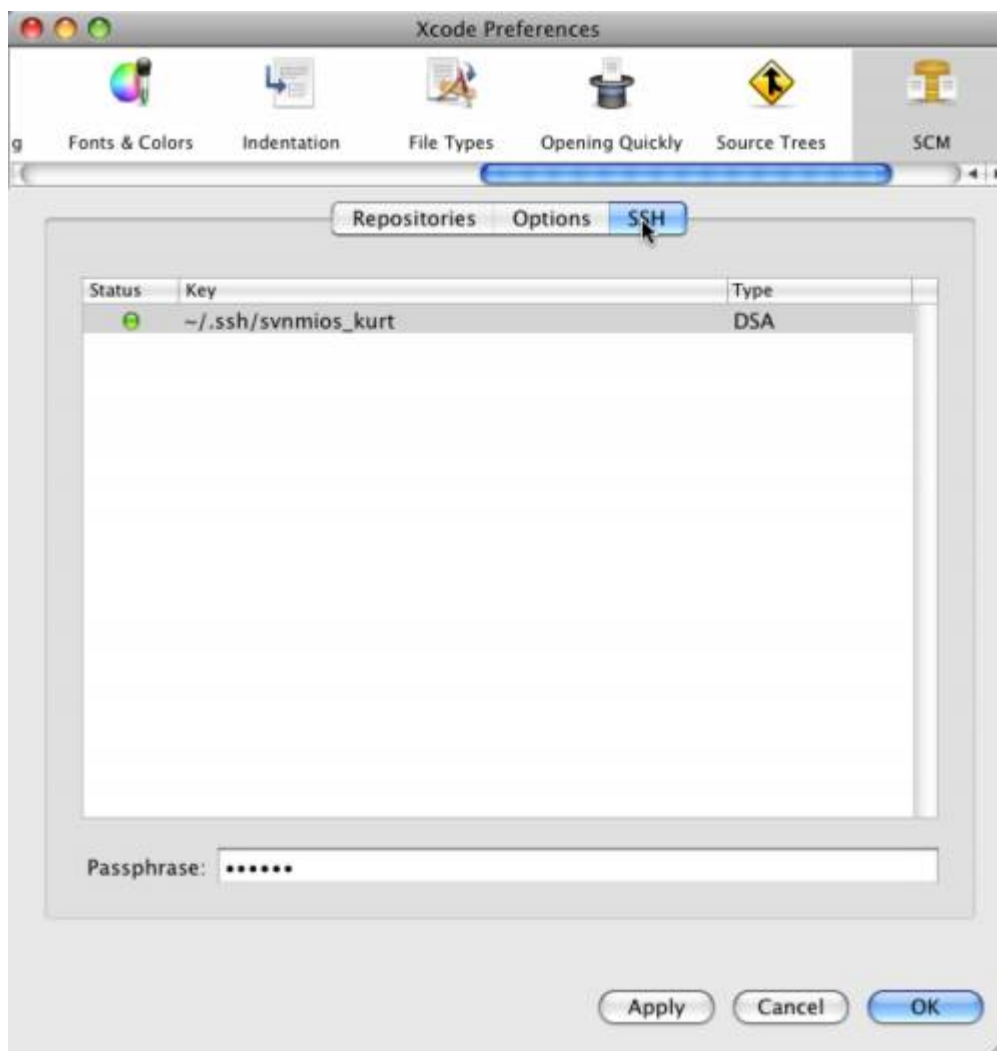 Xcode Preferences
g Fonts & Colors Indentation File Types Opening Quickly Source Trees SCM
Repositories Options SSH
Status Key Type
~/.ssh/svnmios_kurt DSA
Passphrase: ••••••
Apply Cancel OK